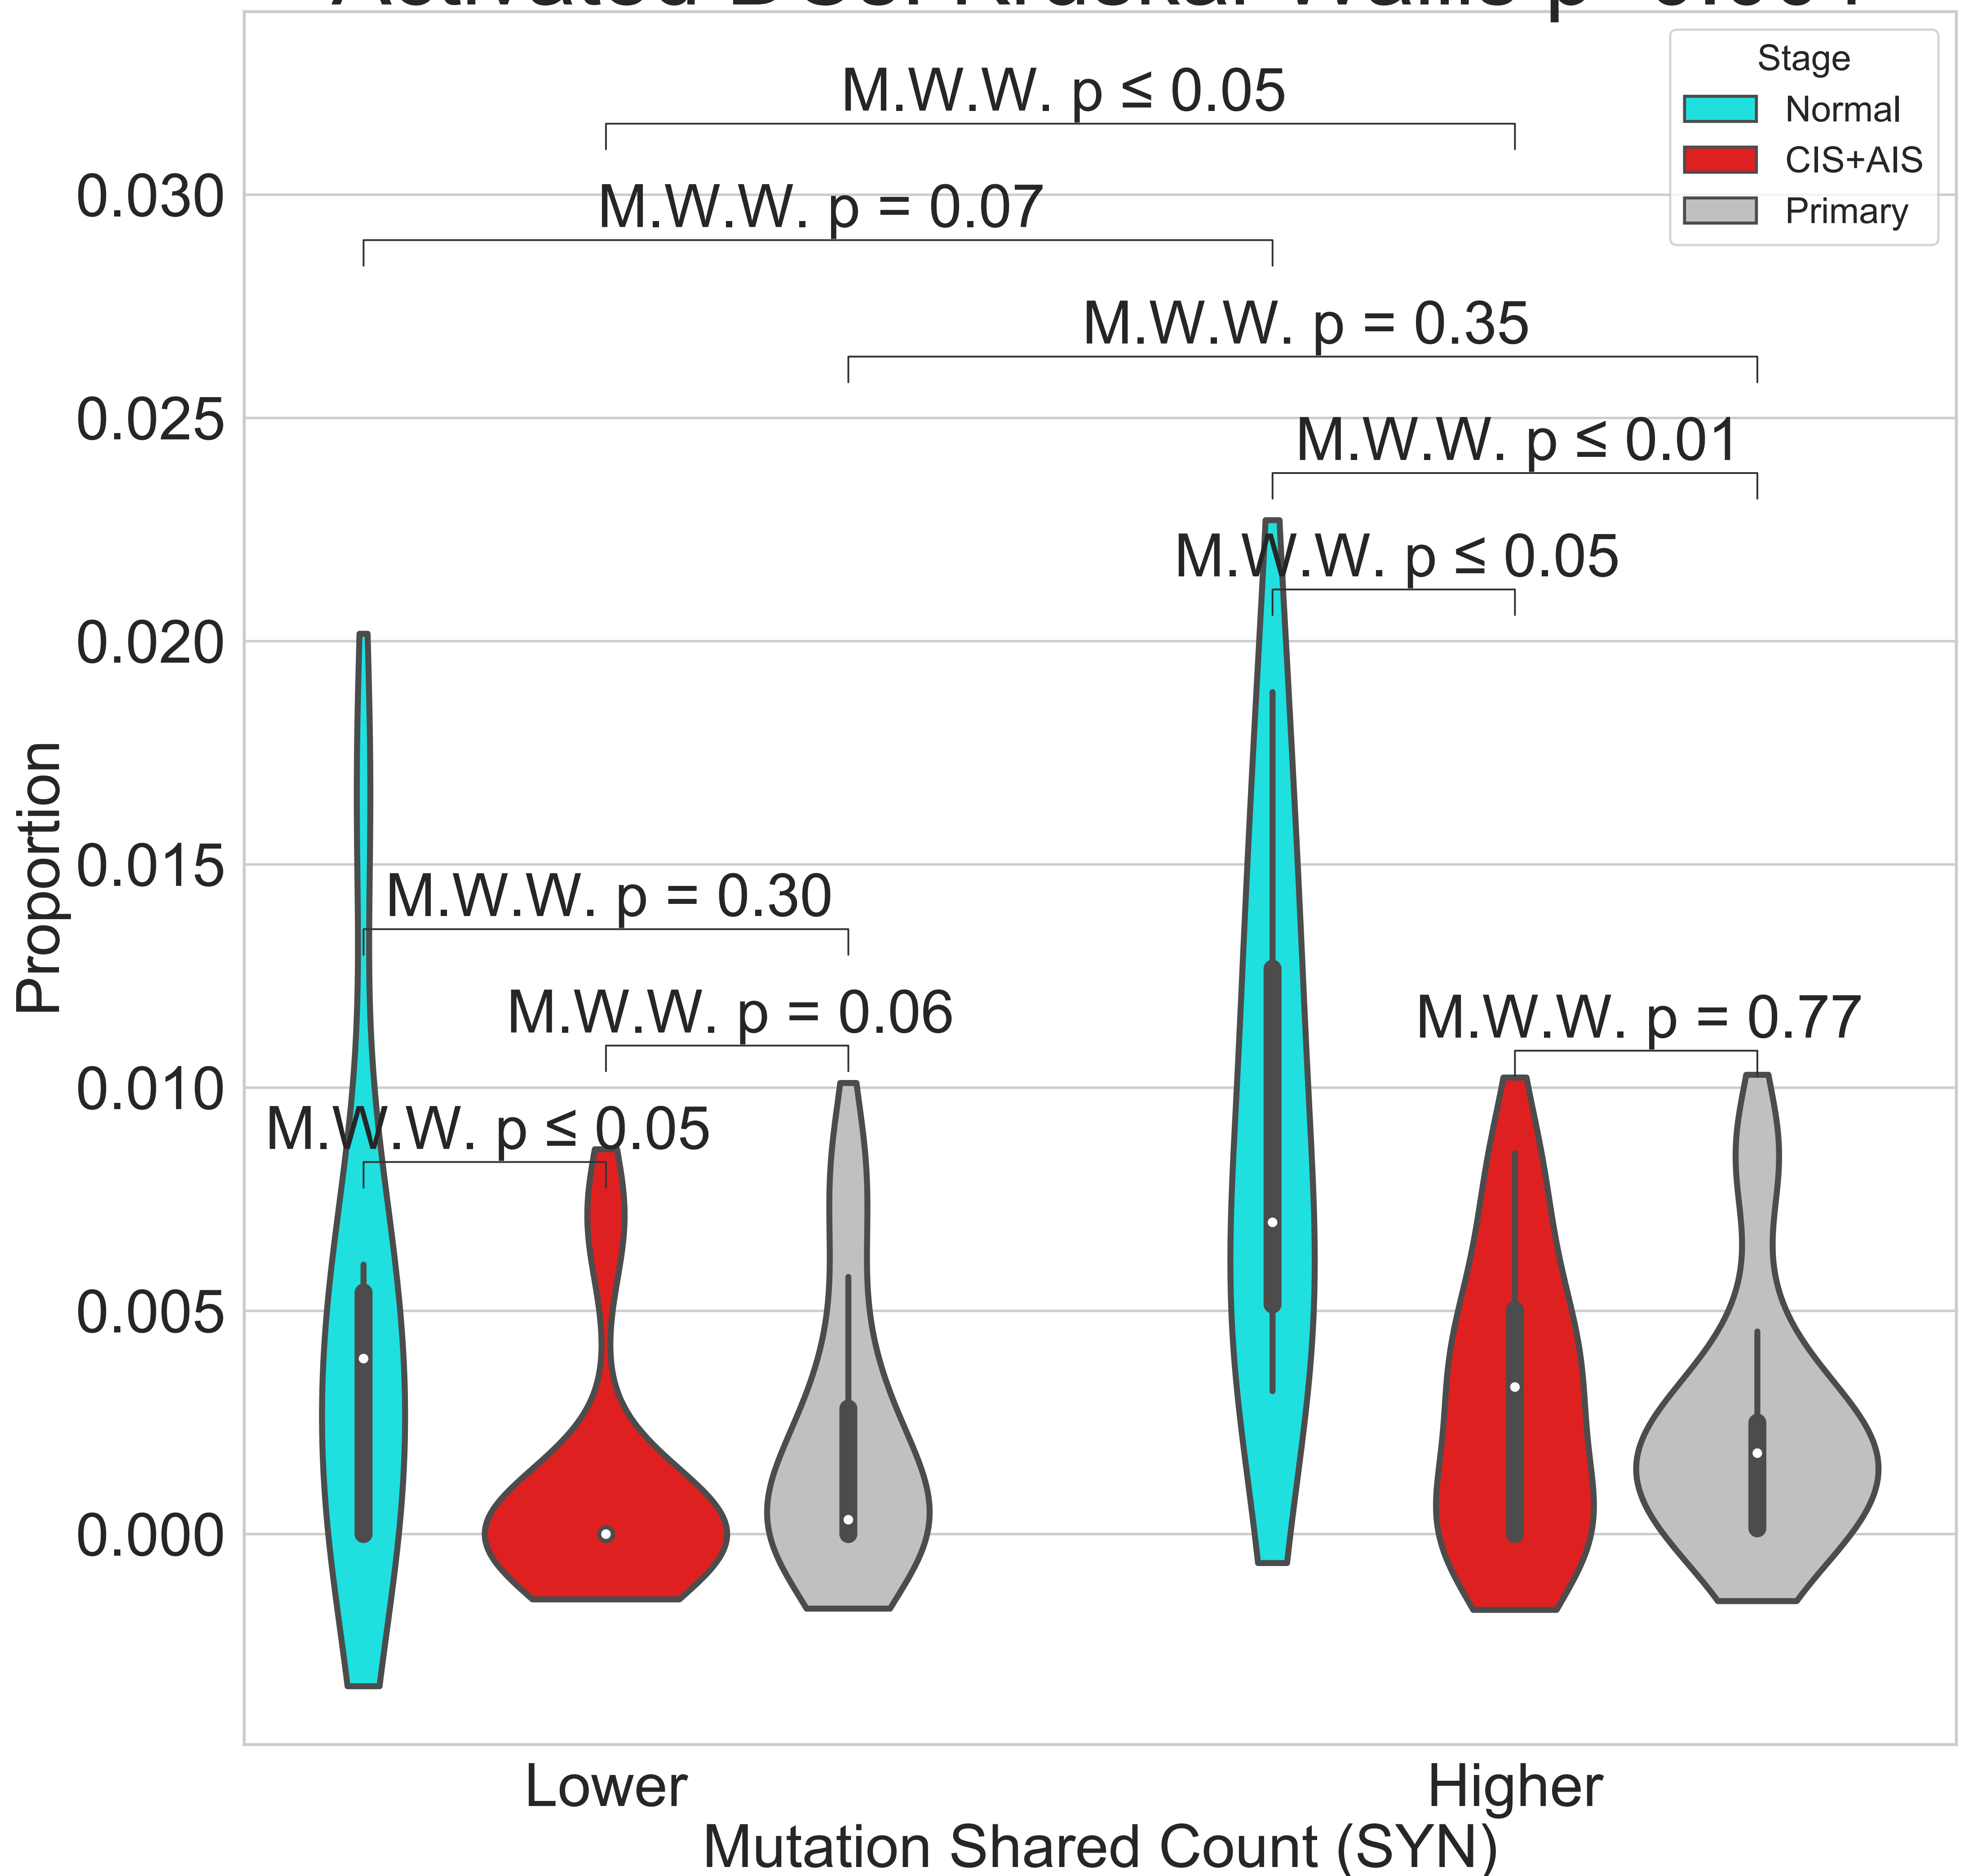 Stage
Normal
CIS+AIS
Primary
M.W.W. p ≤ 0.05
M.W.W. p = 0.07
M.W.W. p = 0.35
M.W.W. p ≤ 0.01
M.W.W. p ≤ 0.05
M.W.W. p = 0.30
M.W.W. p = 0.06
M.W.W. p = 0.77
M.W.W. p ≤ 0.05
0.030
0.025
0.020
0.015
0.010
0.005
0.000
Proportion
Lower
Higher
Mutation Shared Count (SYN)